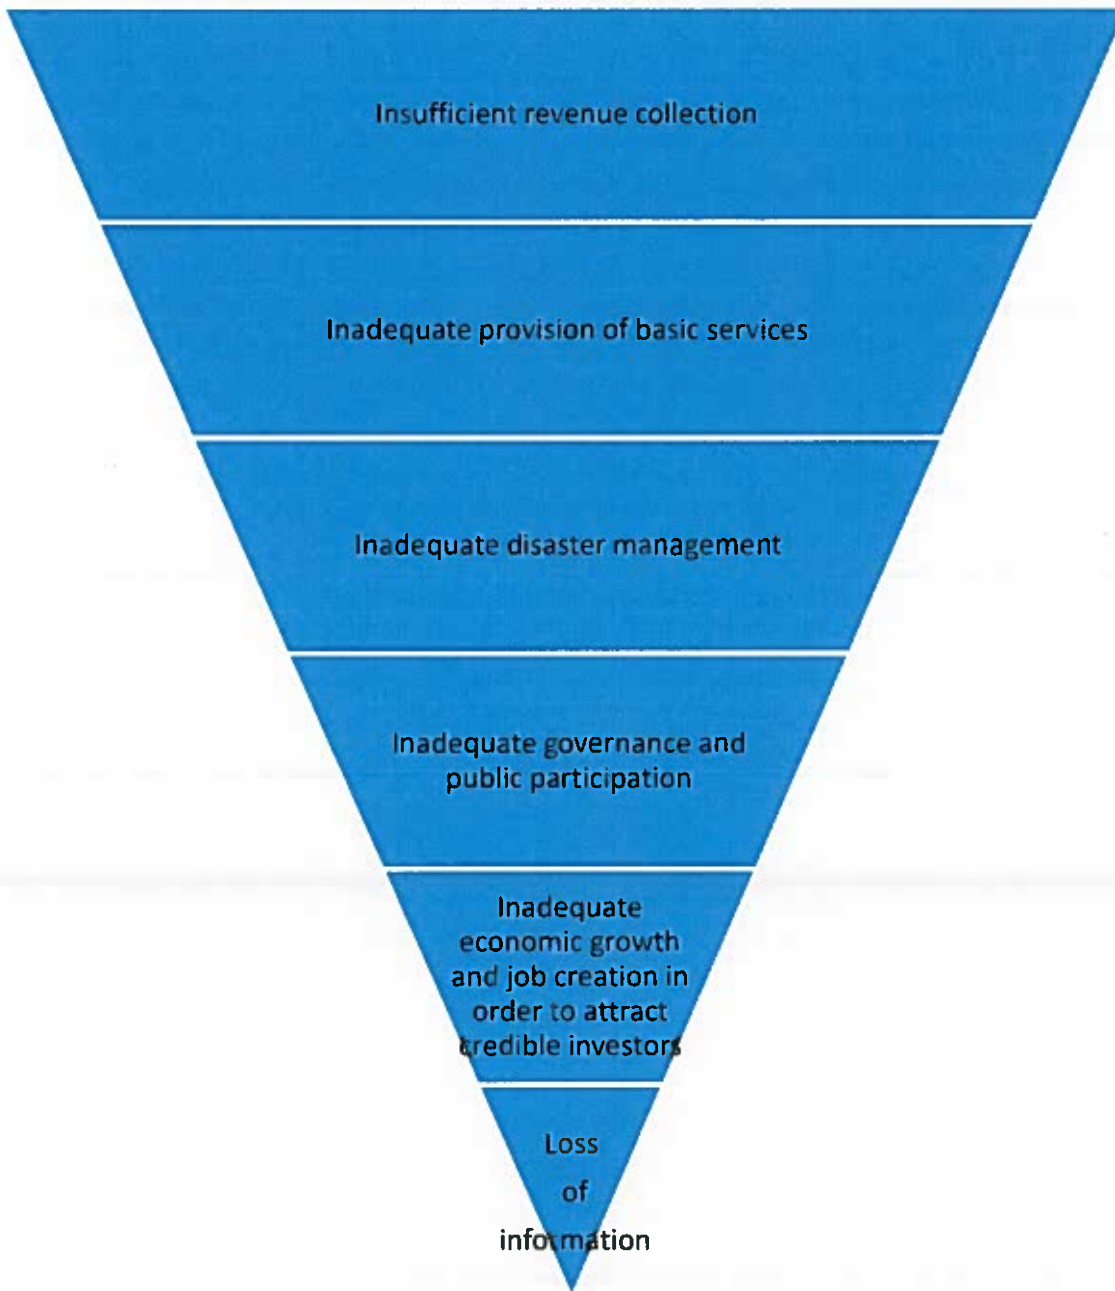 Insufficient revenue collection
Inadequate provision of basic services
Inadequate disaster management
Inadequate governance and
public participation
Inadequate
economic growth
and job creation in
order to attract
credible investors
Loss
of
information